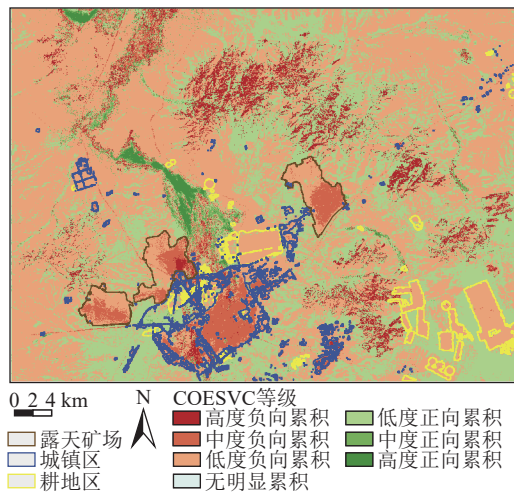 0 2 4 km
N
露天矿场
城镇区
耕地区
COESVC等级
高度负向累积
中度负向累积
低度负向累积
无明显累积
低度正向累积
中度正向累积
高度正向累积